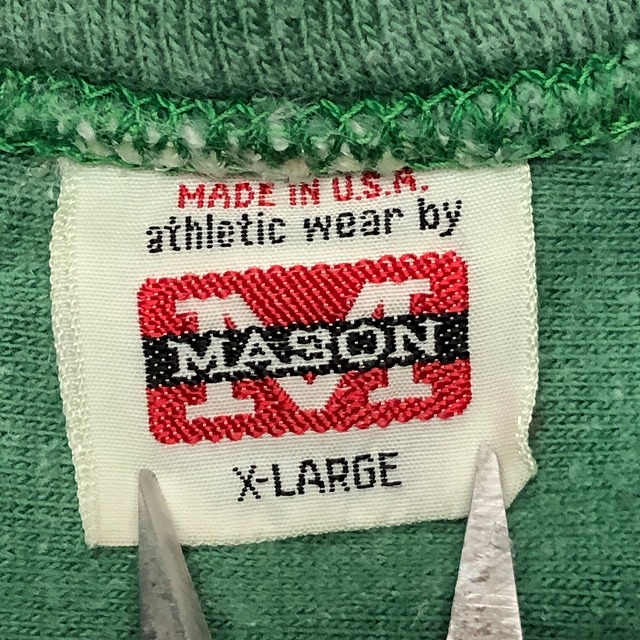 MADE IN U.S.A.
athletic wear by
M
MASON
X-LARGE